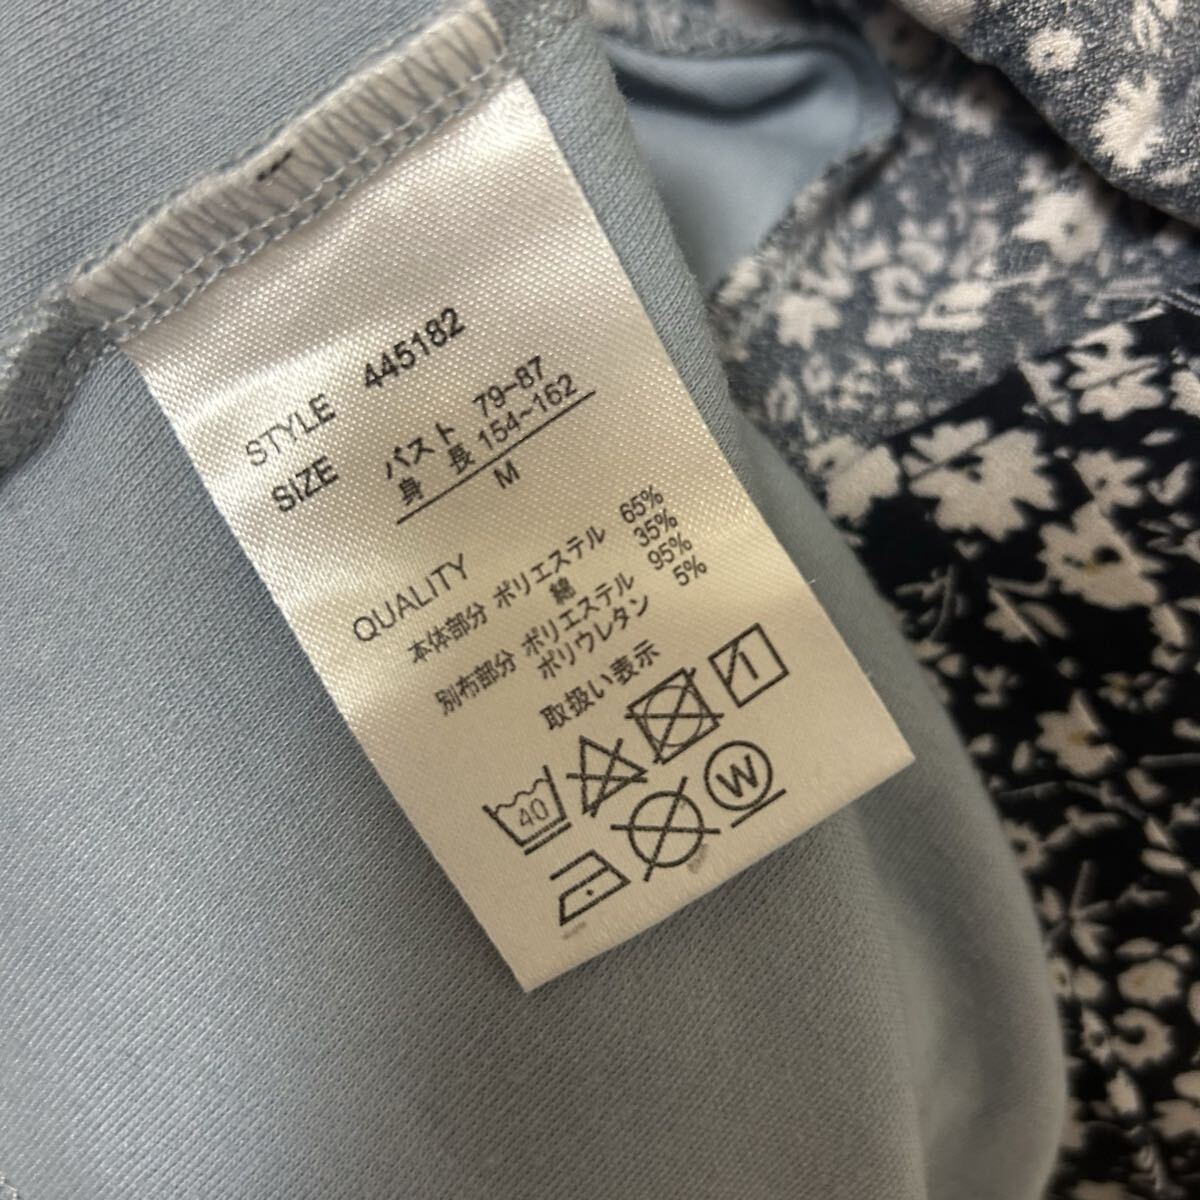 STYLE 445182
SIZE バスト 79~87
身 長 154~162
M
QUALITY
本体部分 ポリエステル 65%
綿 35%
別布部分 ポリエステル 95%
ポリウレタン 5%
取扱い表示
40
W